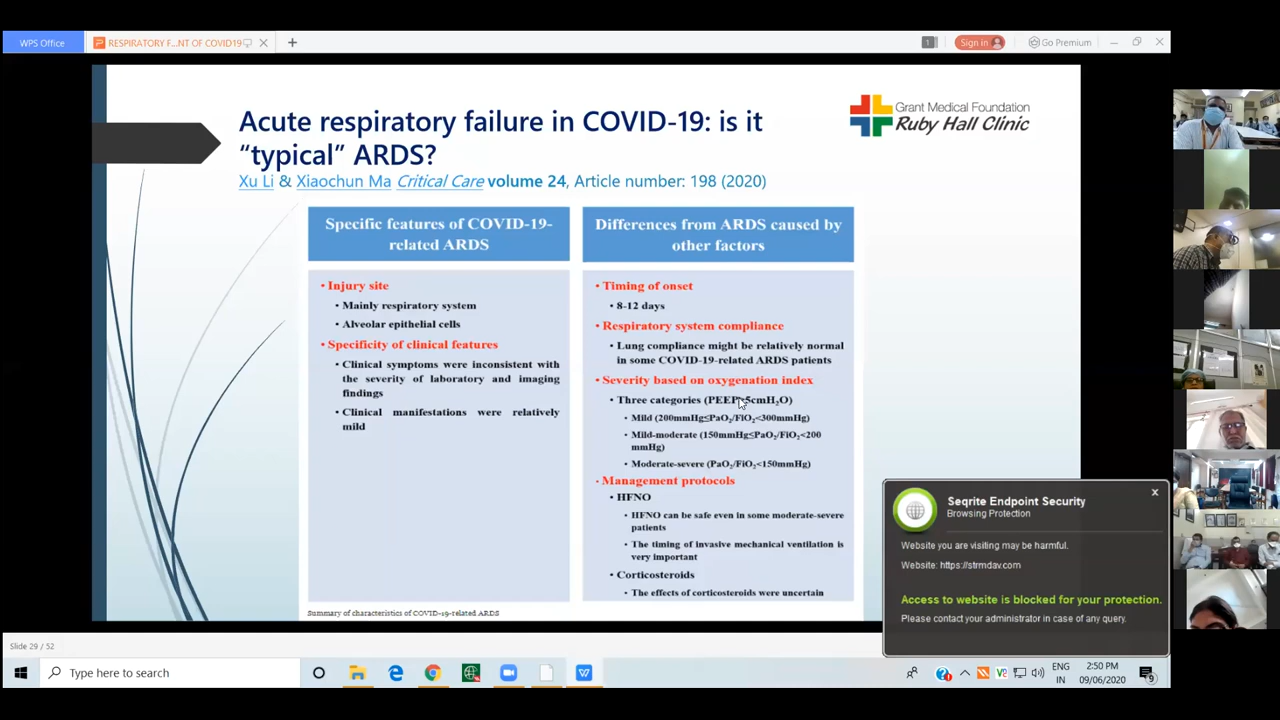 WPS Office
RESPIRATORY F...NT OF COVID19
1
Sign in
Go Premium
Acute respiratory failure in COVID-19: is it
“typical” ARDS?
Xu Li & Xiaochun Ma Critical Care volume 24, Article number: 198 (2020)
Grant Medical Foundation
Ruby Hall Clinic
Specific features of COVID-19-
related ARDS
• Injury site
• Mainly respiratory system
• Alveolar epithelial cells
• Specificity of clinical features
• Clinical symptoms were inconsistent with
the severity of laboratory and imaging
findings
• Clinical manifestations were relatively
mild
Differences from ARDS caused by
other factors
• Timing of onset
• 8-12 days
• Respiratory system compliance
• Lung compliance might be relatively normal
in some COVID-19-related ARDS patients
• Severity based on oxygenation index
• Three categories (PEEP 5cmH₂O)
• Mild (200mmHg≤PaO₂/FiO₂<300mmHg)
• Mild-moderate (150mmHg≤PaO₂/FiO₂<200
mmHg)
• Moderate-severe (PaO₂/FiO₂<150mmHg)
• Management protocols
• HFNO
• HFNO can be safe even in some moderate-severe
patients
• The timing of invasive mechanical ventilation is
very important
• Corticosteroids
• The effects of corticosteroids were uncertain
Summary of characteristics of COVID-19-related ARDS
Seqrite Endpoint Security
Browsing Protection
Website you are visiting may be harmful.
Website: https://strmdav.com
Access to website is blocked for your protection.
Please contact your administrator in case of any query.
Slide 29 / 52
Type here to search
ENG
IN
2:50 PM
09/06/2020
9